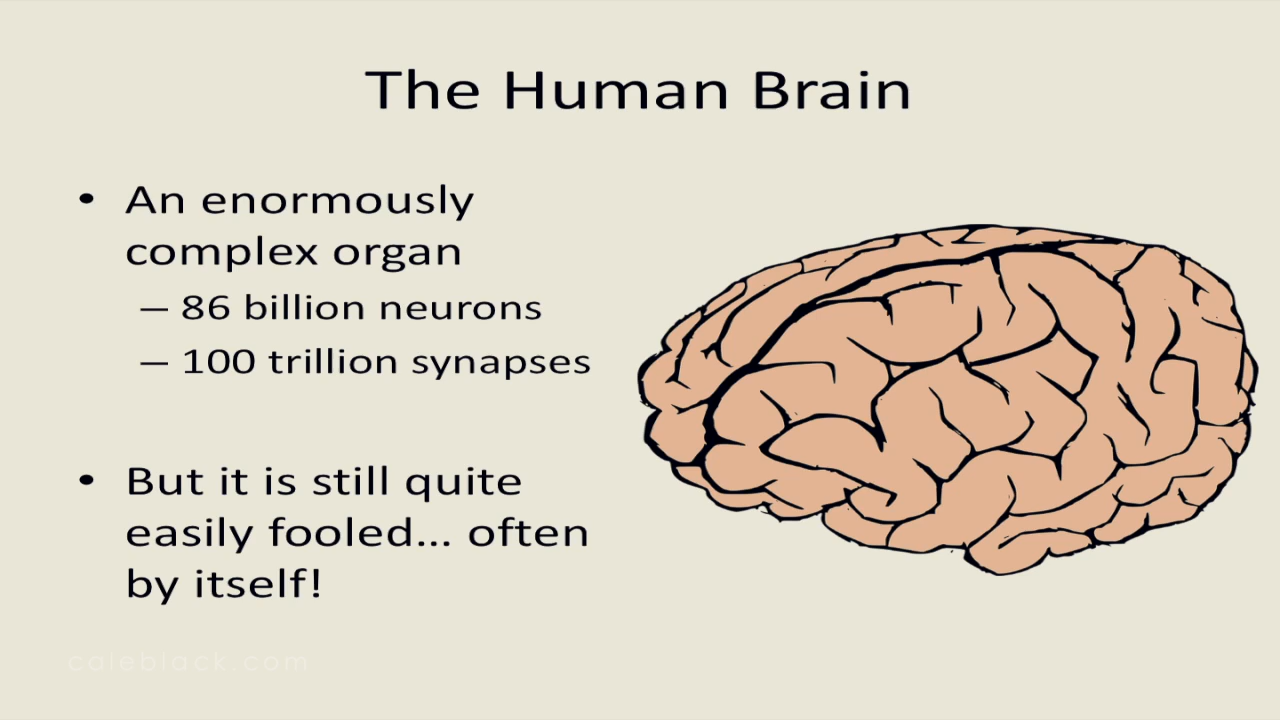 The Human Brain
• An enormously
complex organ
– 86 billion neurons
– 100 trillion synapses
• But it is still quite
easily fooled... often
by itself!
caleblack.com